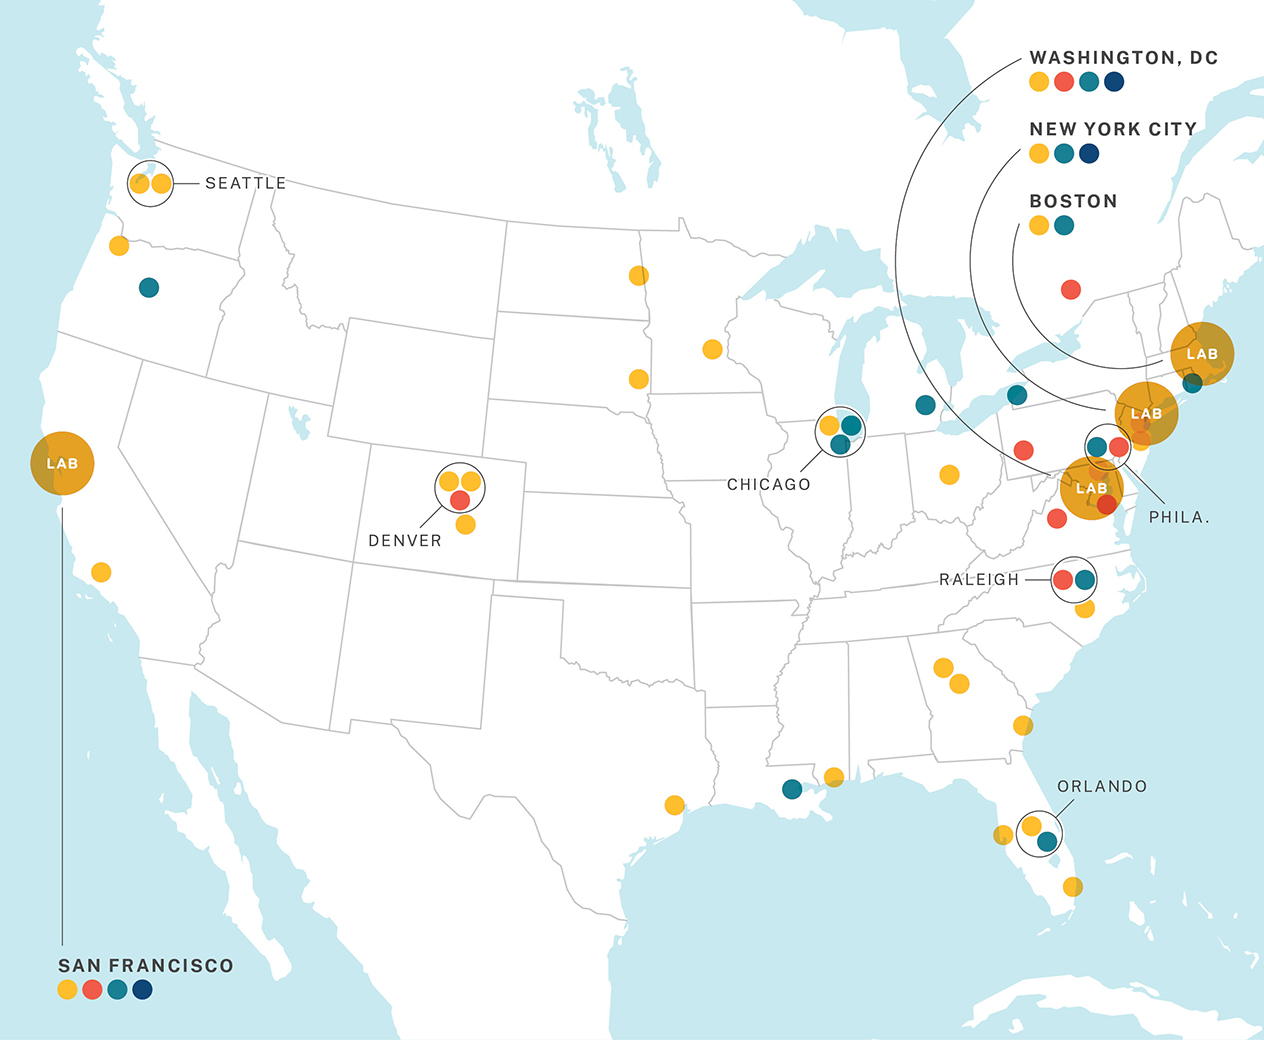 WASHINGTON, DC
NEW YORK CITY
BOSTON
SEATTLE
LAB
LAB
LAB
LAB
CHICAGO
DENVER
PHILA.
RALEIGH
ORLANDO
SAN FRANCISCO